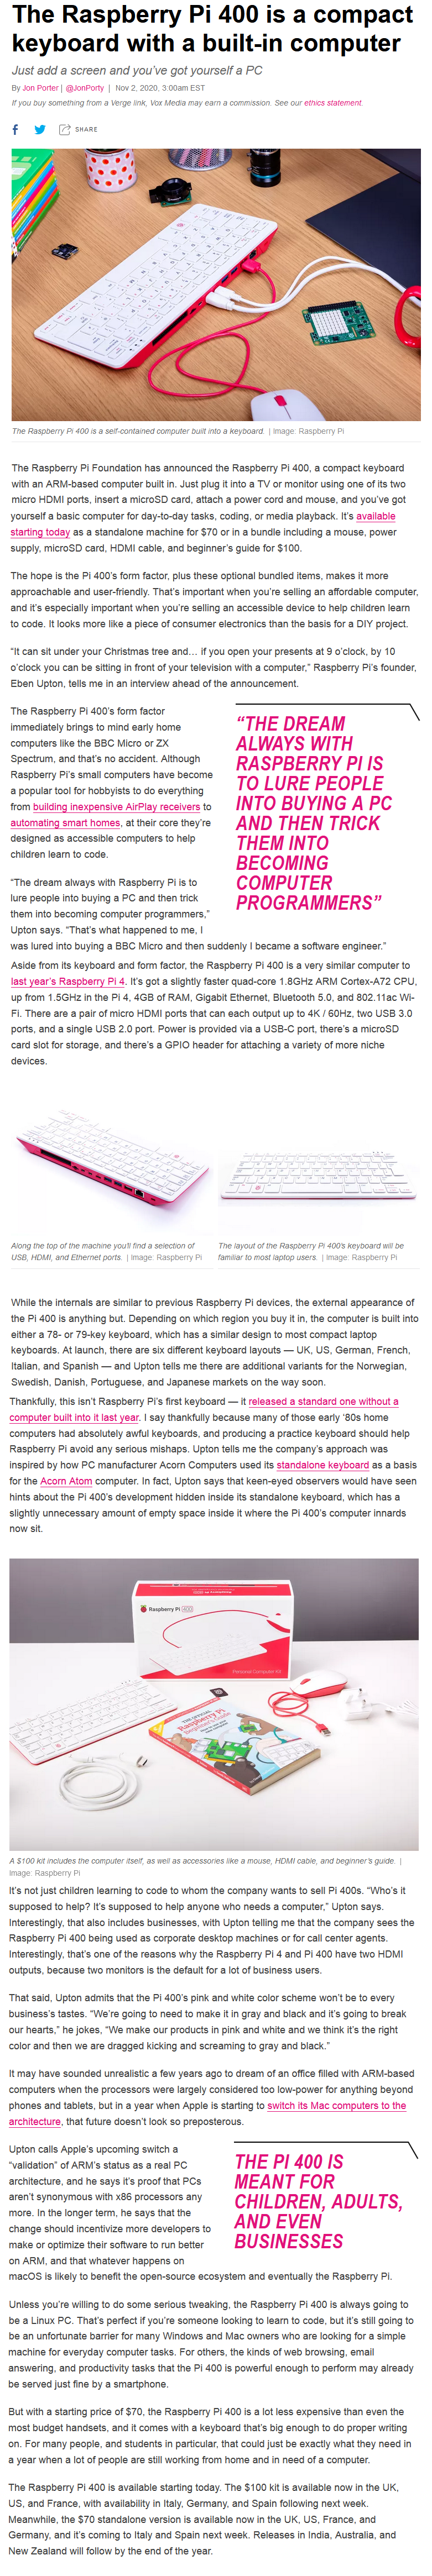 The Raspberry Pi 400 is a compact
keyboard with a built-in computer
Just add a screen and you've got yourself a PC
By Jon Porter | @JonPorty | Nov 2, 2020, 3:00am EST
If you buy something from a Verge link, Vox Media may earn a commission. See our ethics statement.
SHARE
The Raspberry Pi 400 is a self-contained computer built into a keyboard. | Image: Raspberry Pi
The Raspberry Pi Foundation has announced the Raspberry Pi 400, a compact keyboard
with an ARM-based computer built in. Just plug it into a TV or monitor using one of its two
micro HDMI ports, insert a microSD card, attach a power cord and mouse, and you've got
yourself a basic computer for day-to-day tasks, coding, or media playback. It's available
starting today as a standalone machine for $70 or in a bundle including a mouse, power
supply, microSD card, HDMI cable, and beginner's guide for $100.
The hope is the Pi 400's form factor, plus these optional bundled items, makes it more
approachable and user-friendly. That's important when you're selling an affordable computer,
and it's especially important when you're selling an accessible device to help children learn
to code. It looks more like a piece of consumer electronics than the basis for a DIY project.
“It can sit under your Christmas tree and… if you open your presents at 9 o'clock, by 10
o'clock you can be sitting in front of your television with a computer,” Raspberry Pi's founder,
Eben Upton, tells me in an interview ahead of the announcement.
The Raspberry Pi 400's form factor
immediately brings to mind early home
computers like the BBC Micro or ZX
Spectrum, and that's no accident. Although
Raspberry Pi's small computers have become
a popular tool for hobbyists to do everything
from building inexpensive AirPlay receivers to
automating smart homes, at their core they're
designed as accessible computers to help
children learn to code.
“THE DREAM
ALWAYS WITH
RASPBERRY PI IS
TO LURE PEOPLE
INTO BUYING A PC
AND THEN TRICK
THEM INTO
BECOMING
COMPUTER
PROGRAMMERS”
“The dream always with Raspberry Pi is to
lure people into buying a PC and then trick
them into becoming computer programmers,”
Upton says. “That's what happened to me, I
was lured into buying a BBC Micro and then suddenly I became a software engineer.”
Aside from its keyboard and form factor, the Raspberry Pi 400 is a very similar computer to
last year's Raspberry Pi 4. It's got a slightly faster quad-core 1.8GHz ARM Cortex-A72 CPU,
up from 1.5GHz in the Pi 4, 4GB of RAM, Gigabit Ethernet, Bluetooth 5.0, and 802.11ac Wi-
Fi. There are a pair of micro HDMI ports that can each output up to 4K / 60Hz, two USB 3.0
ports, and a single USB 2.0 port. Power is provided via a USB-C port, there's a microSD
card slot for storage, and there's a GPIO header for attaching a variety of more niche
devices.
Along the top of the machine you'll find a selection of
USB, HDMI, and Ethernet ports. | Image: Raspberry Pi
The layout of the Raspberry Pi 400's keyboard will be
familiar to most laptop users. | Image: Raspberry Pi
While the internals are similar to previous Raspberry Pi devices, the external appearance of
the Pi 400 is anything but. Depending on which region you buy it in, the computer is built into
either a 78- or 79-key keyboard, which has a similar design to most compact laptop
keyboards. At launch, there are six different keyboard layouts — UK, US, German, French,
Italian, and Spanish — and Upton tells me there are additional variants for the Norwegian,
Swedish, Danish, Portuguese, and Japanese markets on the way soon.
Thankfully, this isn't Raspberry Pi's first keyboard — it released a standard one without a
computer built into it last year. I say thankfully because many of those early '80s home
computers had absolutely awful keyboards, and producing a practice keyboard should help
Raspberry Pi avoid any serious mishaps. Upton tells me the company's approach was
inspired by how PC manufacturer Acorn Computers used its standalone keyboard as a basis
for the Acorn Atom computer. In fact, Upton says that keen-eyed observers would have seen
hints about the Pi 400's development hidden inside its standalone keyboard, which has a
slightly unnecessary amount of empty space inside it where the Pi 400's computer innards
now sit.
Raspberry Pi 400
Personal Computer Kit
THE OFFICIAL
Raspberry Pi
Beginner's Guide
A $100 kit includes the computer itself, as well as accessories like a mouse, HDMI cable, and beginner's guide. |
Image: Raspberry Pi
It's not just children learning to code to whom the company wants to sell Pi 400s. “Who's it
supposed to help? It's supposed to help anyone who needs a computer,” Upton says.
Interestingly, that also includes businesses, with Upton telling me that the company sees the
Raspberry Pi 400 being used as corporate desktop machines or for call center agents.
Interestingly, that's one of the reasons why the Raspberry Pi 4 and Pi 400 have two HDMI
outputs, because two monitors is the default for a lot of business users.
That said, Upton admits that the Pi 400's pink and white color scheme won't be to every
business's tastes. “We're going to need to make it in gray and black and it's going to break
our hearts,” he jokes, “We make our products in pink and white and we think it's the right
color and then we are dragged kicking and screaming to gray and black.”
It may have sounded unrealistic a few years ago to dream of an office filled with ARM-based
computers when the processors were largely considered too low-power for anything beyond
phones and tablets, but in a year when Apple is starting to switch its Mac computers to the
architecture, that future doesn't look so preposterous.
Upton calls Apple's upcoming switch a
“validation” of ARM's status as a real PC
architecture, and he says it's proof that PCs
aren't synonymous with x86 processors any
more. In the longer term, he says that the
change should incentivize more developers to
make or optimize their software to run better
on ARM, and that whatever happens on
macOS is likely to benefit the open-source ecosystem and eventually the Raspberry Pi.
THE PI 400 IS
MEANT FOR
CHILDREN, ADULTS,
AND EVEN
BUSINESSES
Unless you're willing to do some serious tweaking, the Raspberry Pi 400 is always going to
be a Linux PC. That's perfect if you're someone looking to learn to code, but it's still going to
be an unfortunate barrier for many Windows and Mac owners who are looking for a simple
machine for everyday computer tasks. For others, the kinds of web browsing, email
answering, and productivity tasks that the Pi 400 is powerful enough to perform may already
be served just fine by a smartphone.
But with a starting price of $70, the Raspberry Pi 400 is a lot less expensive than even the
most budget handsets, and it comes with a keyboard that's big enough to do proper writing
on. For many people, and students in particular, that could just be exactly what they need in
a year when a lot of people are still working from home and in need of a computer.
The Raspberry Pi 400 is available starting today. The $100 kit is available now in the UK,
US, and France, with availability in Italy, Germany, and Spain following next week.
Meanwhile, the $70 standalone version is available now in the UK, US, France, and
Germany, and it's coming to Italy and Spain next week. Releases in India, Australia, and
New Zealand will follow by the end of the year.